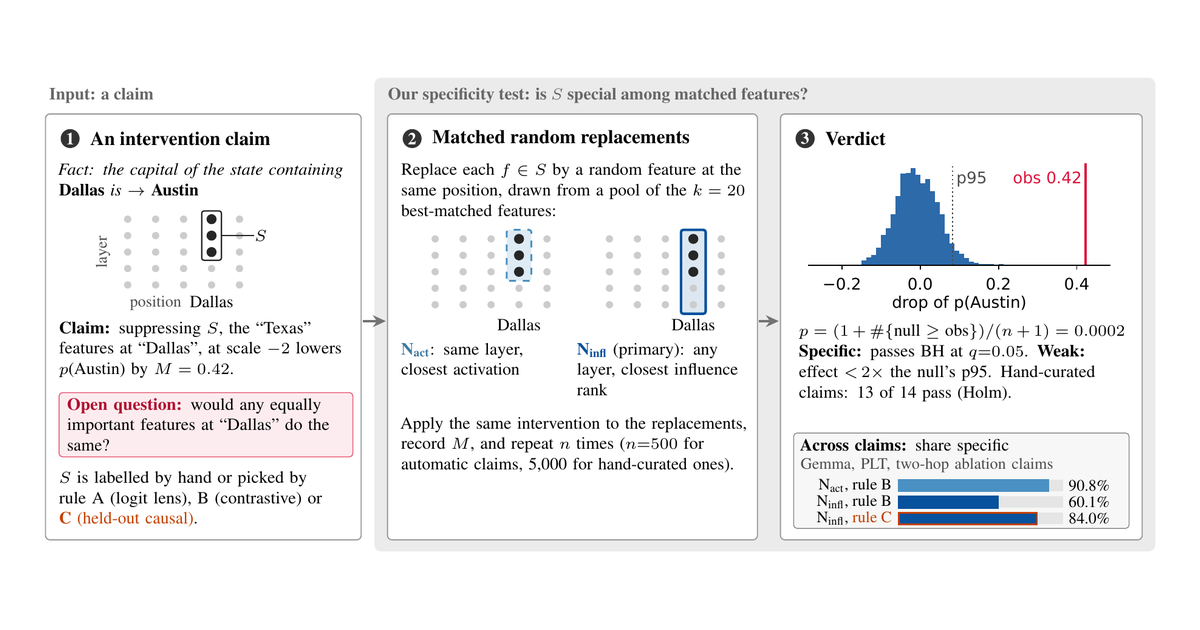 Input: a claim
Our specificity test: is S special among matched features?
1 An intervention claim
Fact: the capital of the state containing
Dallas is → Austin
layer
S
position Dallas
Claim: suppressing S, the “Texas”
features at “Dallas”, at scale −2 lowers
p(Austin) by M = 0.42.
Open question: would any equally
important features at “Dallas” do the
same?
S is labelled by hand or picked by
rule A (logit lens), B (contrastive) or
C (held-out causal).
2 Matched random replacements
Replace each f ∈ S by a random feature at the
same position, drawn from a pool of the k = 20
best-matched features:
Dallas
Dallas
Nact: same layer,
closest activation
Ninfl (primary): any
layer, closest influence
rank
Apply the same intervention to the replacements,
record M, and repeat n times (n=500 for
automatic claims, 5,000 for hand-curated ones).
3 Verdict
p95
obs 0.42
−0.2 0.0 0.2 0.4
drop of p(Austin)
p = (1 + #{null ≥ obs})/(n + 1) = 0.0002
Specific: passes BH at q=0.05. Weak:
effect < 2× the null’s p95. Hand-curated
claims: 13 of 14 pass (Holm).
Across claims: share specific
Gemma, PLT, two-hop ablation claims
Nact, rule B 90.8%
Ninfl, rule B 60.1%
Ninfl, rule C 84.0%